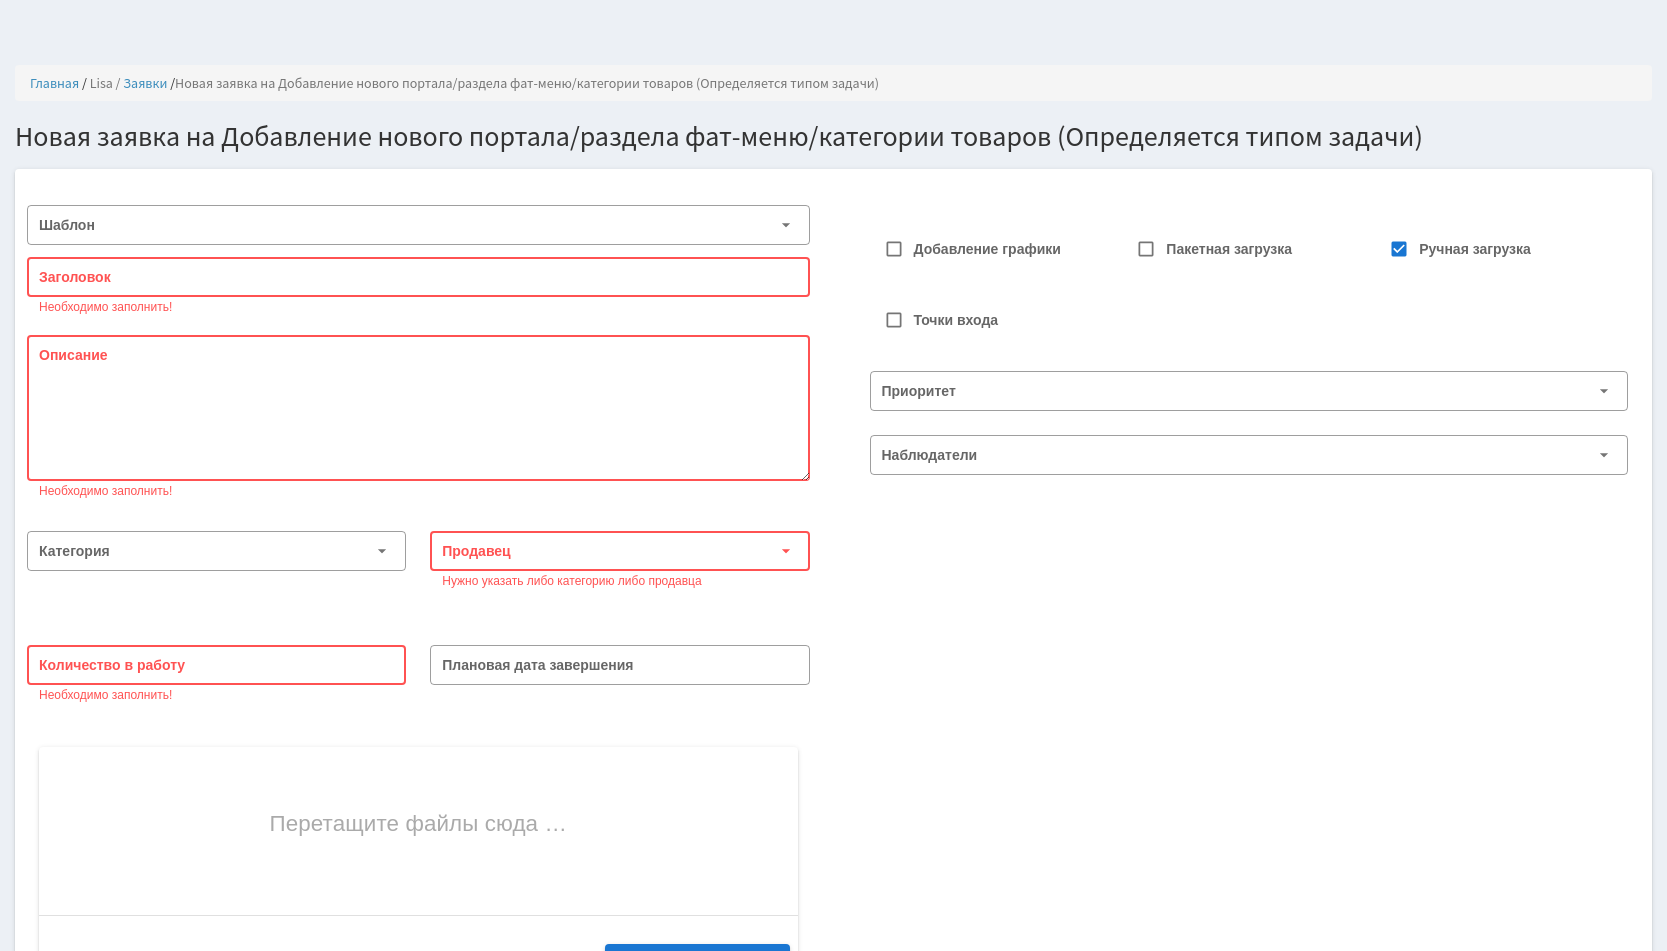 Главная / Lisa / Заявки /Новая заявка на Добавление нового портала/раздела фат-меню/категории товаров (Определяется типом задачи)
Новая заявка на Добавление нового портала/раздела фат-меню/категории товаров (Определяется типом задачи)
Шаблон
Заголовок
Необходимо заполнить!
Описание
Необходимо заполнить!
Категория
Продавец
Нужно указать либо категорию либо продавца
Количество в работу
Необходимо заполнить!
Плановая дата завершения
Перетащите файлы сюда …
Добавление графики
Пакетная загрузка
Ручная загрузка
Точки входа
Приоритет
Наблюдатели